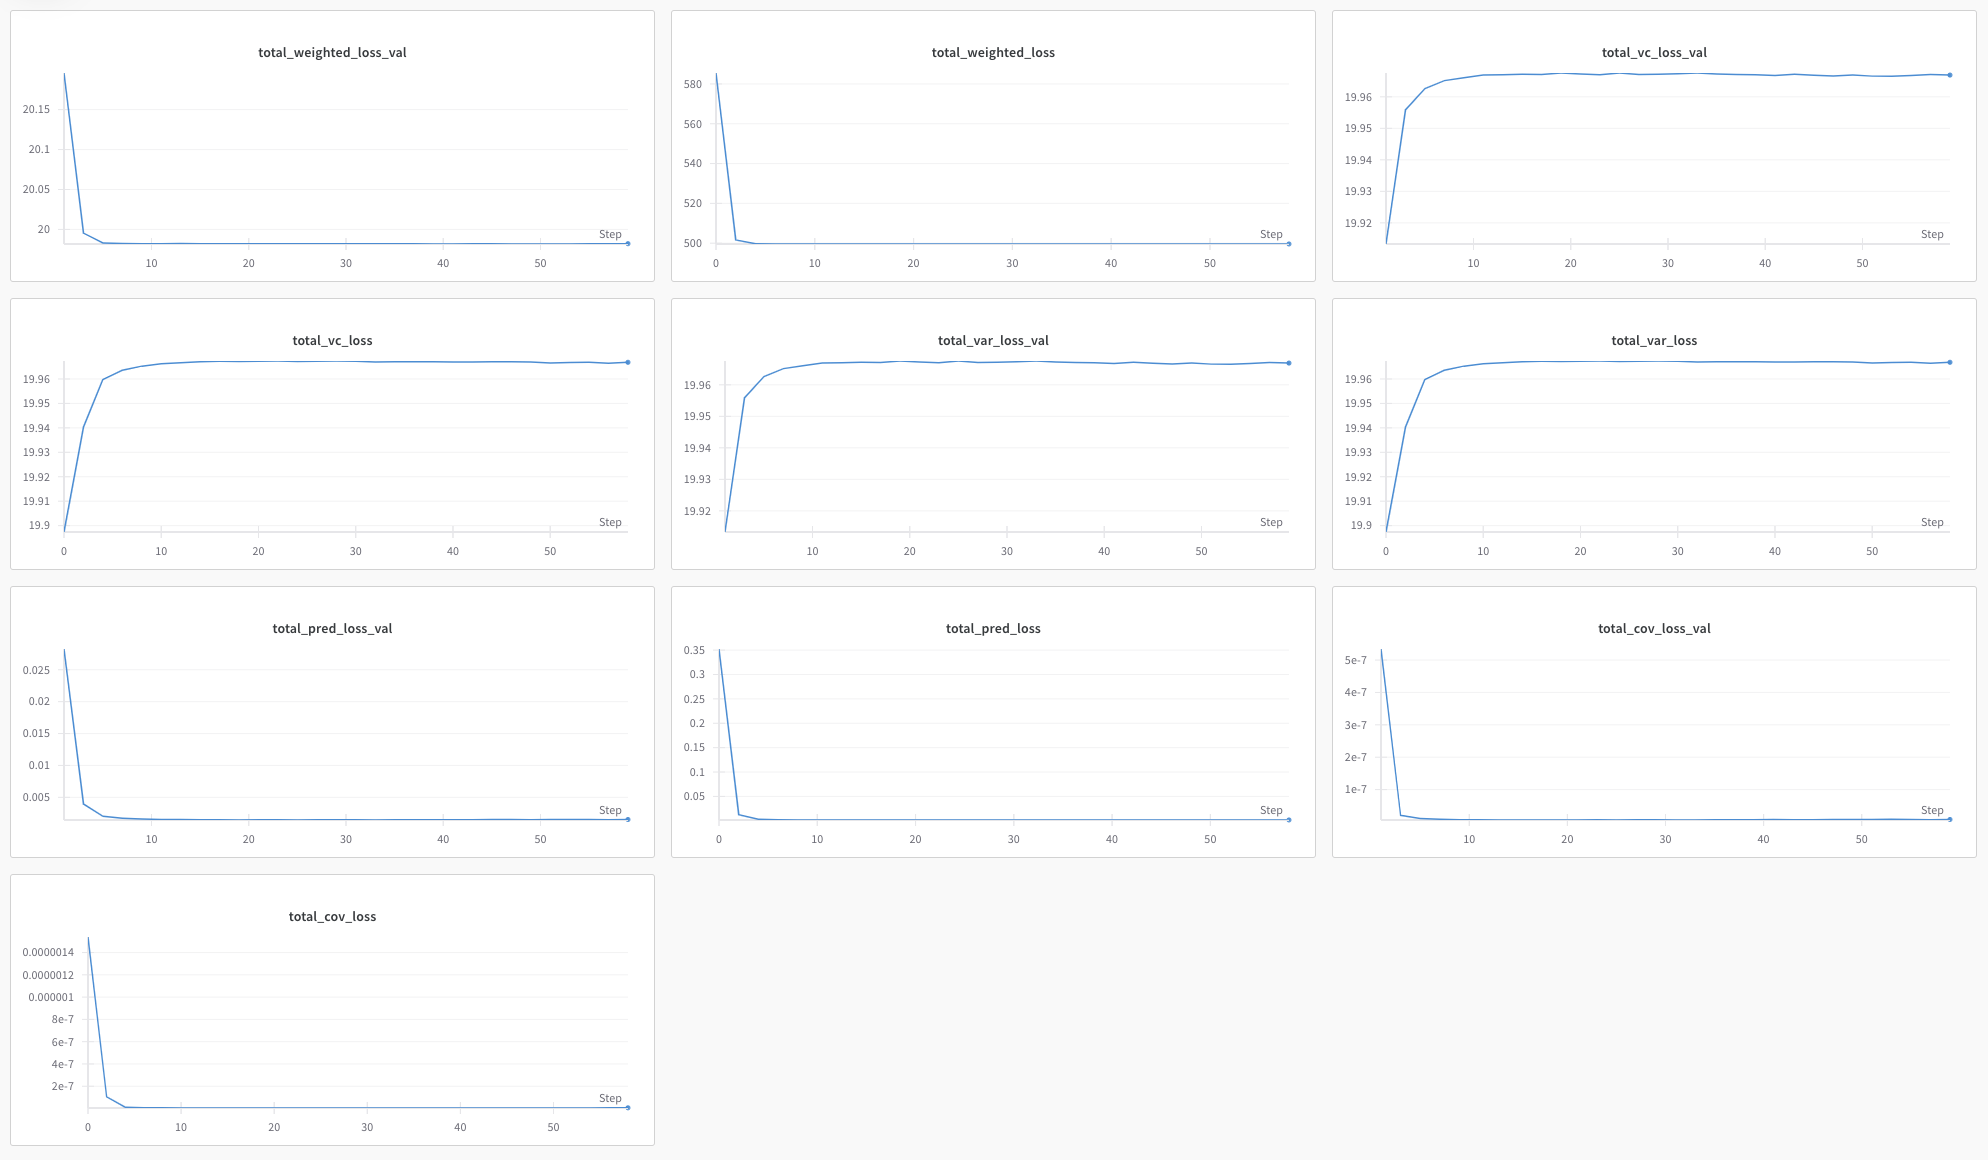 total_weighted_loss_val
20.15
20.1
20.05
20
Step
10 20 30 40 50
total_weighted_loss
580
560
540
520
500
Step
0 10 20 30 40 50
total_vc_loss_val
19.96
19.95
19.94
19.93
19.92
Step
10 20 30 40 50
total_vc_loss
19.96
19.95
19.94
19.93
19.92
19.91
19.9
Step
0 10 20 30 40 50
total_var_loss_val
19.96
19.95
19.94
19.93
19.92
Step
10 20 30 40 50
total_var_loss
19.96
19.95
19.94
19.93
19.92
19.91
19.9
Step
0 10 20 30 40 50
total_pred_loss_val
0.025
0.02
0.015
0.01
0.005
Step
10 20 30 40 50
total_pred_loss
0.35
0.3
0.25
0.2
0.15
0.1
0.05
Step
0 10 20 30 40 50
total_cov_loss_val
5e-7
4e-7
3e-7
2e-7
1e-7
Step
10 20 30 40 50
total_cov_loss
0.0000014
0.0000012
0.000001
8e-7
6e-7
4e-7
2e-7
Step
0 10 20 30 40 50